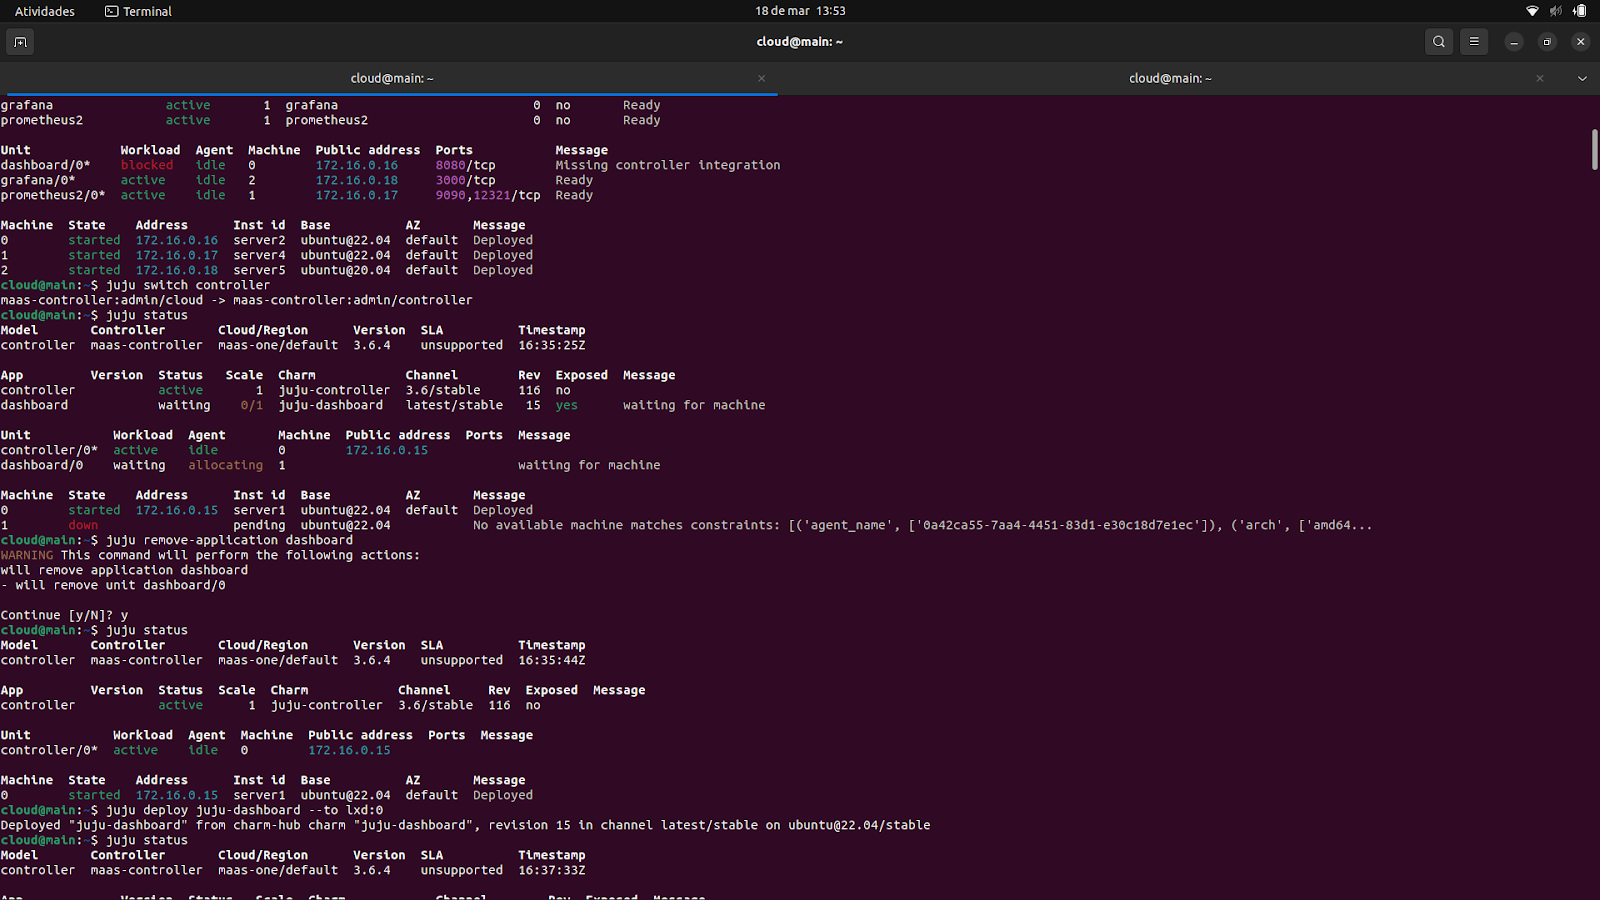 Atividades Terminal 18 de mar 13:53
cloud@main: ~
cloud@main: ~ cloud@main: ~
grafana active 1 grafana 0 no Ready
prometheus2 active 1 prometheus2 0 no Ready
Unit Workload Agent Machine Public address Ports Message
dashboard/0* blocked idle 0 172.16.0.16 8080/tcp Missing controller integration
grafana/0* active idle 2 172.16.0.18 3000/tcp Ready
prometheus2/0* active idle 1 172.16.0.17 9090,12321/tcp Ready
Machine State Address Inst id Base AZ Message
0 started 172.16.0.16 server2 ubuntu@22.04 default Deployed
1 started 172.16.0.17 server4 ubuntu@22.04 default Deployed
2 started 172.16.0.18 server5 ubuntu@20.04 default Deployed
cloud@main:~$ juju switch controller
maas-controller:admin/cloud -> maas-controller:admin/controller
cloud@main:~$ juju status
Model Controller Cloud/Region Version SLA Timestamp
controller maas-controller maas-one/default 3.6.4 unsupported 16:35:25Z
App Version Status Scale Charm Channel Rev Exposed Message
controller active 1 juju-controller 3.6/stable 116 no
dashboard waiting 0/1 juju-dashboard latest/stable 15 yes waiting for machine
Unit Workload Agent Machine Public address Ports Message
controller/0* active idle 0 172.16.0.15
dashboard/0 waiting allocating 1 waiting for machine
Machine State Address Inst id Base AZ Message
0 started 172.16.0.15 server1 ubuntu@22.04 default Deployed
1 down pending ubuntu@22.04 No available machine matches constraints: [('agent_name', ['0a42ca55-7aa4-4451-83d1-e30c18d7e1ec']), ('arch', ['amd64...
cloud@main:~$ juju remove-application dashboard
WARNING This command will perform the following actions:
will remove application dashboard
- will remove unit dashboard/0
Continue [y/N]? y
cloud@main:~$ juju status
Model Controller Cloud/Region Version SLA Timestamp
controller maas-controller maas-one/default 3.6.4 unsupported 16:35:44Z
App Version Status Scale Charm Channel Rev Exposed Message
controller active 1 juju-controller 3.6/stable 116 no
Unit Workload Agent Machine Public address Ports Message
controller/0* active idle 0 172.16.0.15
Machine State Address Inst id Base AZ Message
0 started 172.16.0.15 server1 ubuntu@22.04 default Deployed
cloud@main:~$ juju deploy juju-dashboard --to lxd:0
Deployed "juju-dashboard" from charm-hub charm "juju-dashboard", revision 15 in channel latest/stable on ubuntu@22.04/stable
cloud@main:~$ juju status
Model Controller Cloud/Region Version SLA Timestamp
controller maas-controller maas-one/default 3.6.4 unsupported 16:37:33Z
App Version Status Scale Charm Channel Rev Exposed Message